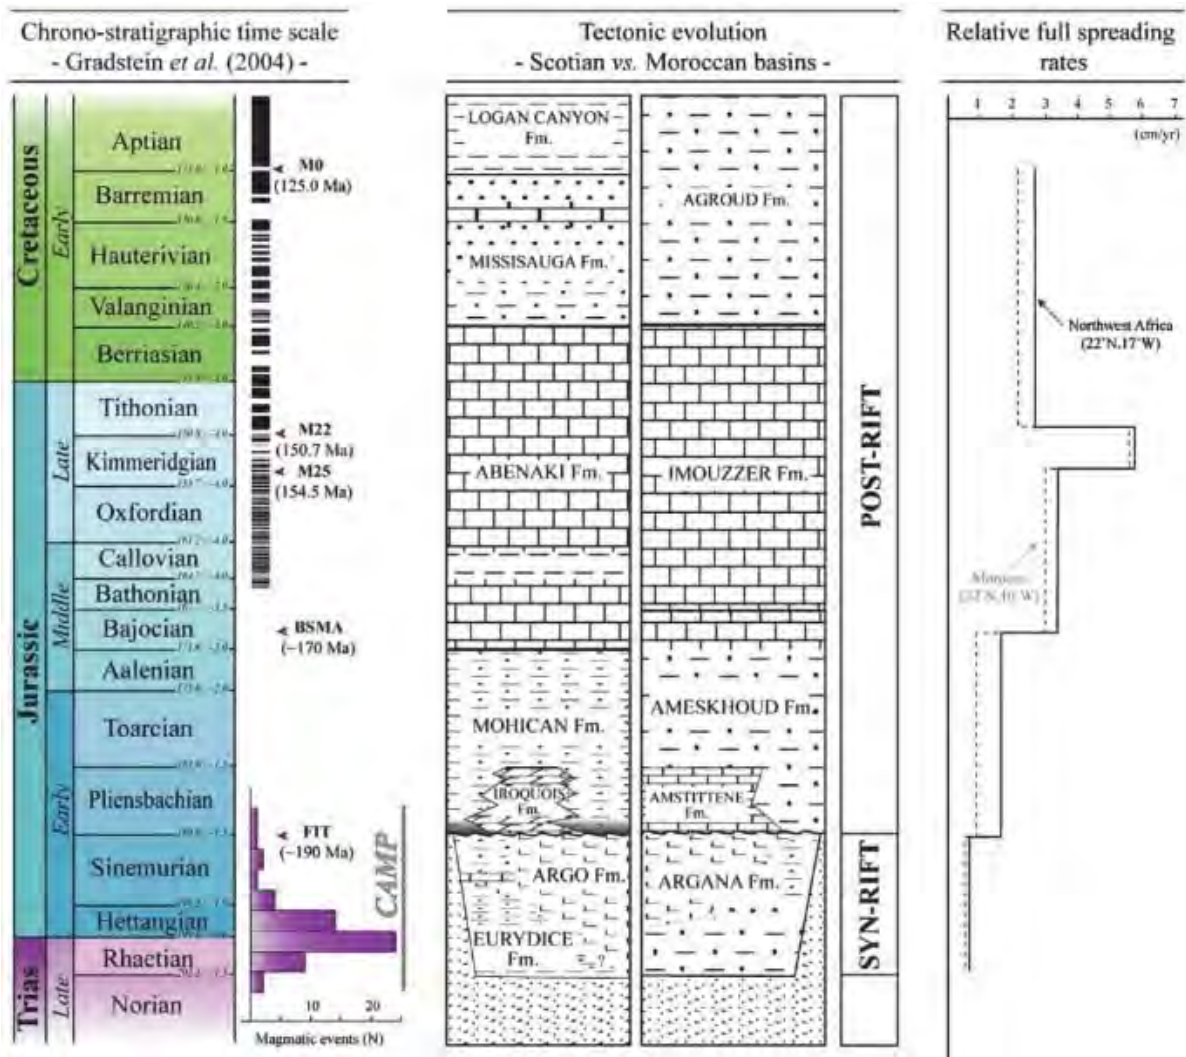 Chrono-stratigraphic time scale
- Gradstein et al. (2004) -
Tectonic evolution
- Scotian vs. Moroccan basins -
Relative full spreading
rates
1 2 3 4 5 6 7
(cm/yr)
Cretaceous
Early
Aptian
Barremian
Hauterivian
Valanginian
Berriasian
Jurassic
Late
Tithonian
Kimmeridgian
Oxfordian
Middle
Callovian
Bathonian
Bajocian
Aalenian
Early
Toarcian
Pliensbachian
Sinemurian
Hettangian
Trias
Late
Rhaetian
Norian
M0
(125.0 Ma)
M22
(150.7 Ma)
M25
(154.5 Ma)
BSMA
(~170 Ma)
FIT
(~190 Ma)
CAMP
10 20
Magmatic events (N)
LOGAN CANYON
Fm.
MISSISAUGA Fm.
ABENAKI Fm.
MOHICAN Fm.
IROQUOIS
Fm.
ARGO Fm.
EURYDICE
Fm.
?
AGROUD Fm.
IMOUZZER Fm.
AMESKHOUD Fm.
AMSTITTENE
Fm.
ARGANA Fm.
POST-RIFT
SYN-RIFT
Northwest Africa
(22°N,17°W)
Morocco